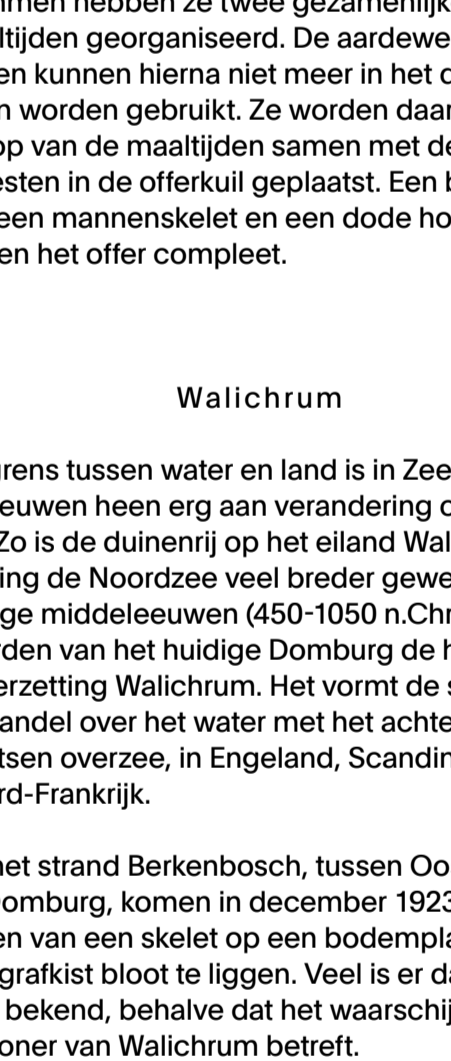 mmen hebben ze twee gezamenlijk
ltijden georganiseerd. De aardewe
en kunnen hierna niet meer in het
n worden gebruikt. Ze worden daar
op van de maaltijden samen met de
esten in de offerkuil geplaatst. Een
een mannenskelet en een dode ho
en het offer compleet.
Walichrum
grens tussen water en land is in Zee
euwen heen erg aan verandering
Zo is de duinenrij op het eiland Wal
ing de Noordzee veel breder gewe
ge middeleeuwen (450-1050 n.Chr
den van het huidige Domburg de h
erzetting Walichrum. Het vormt de s
andel over het water met het achte
tsen overzee, in Engeland, Scandin
rd-Frankrijk.
het strand Berkenbosch, tussen Oo
Domburg, komen in december 1923
en van een skelet op een bodempla
grafkist bloot te liggen. Veel is er da
bekend, behalve dat het waarschij
oner van Walichrum betreft.